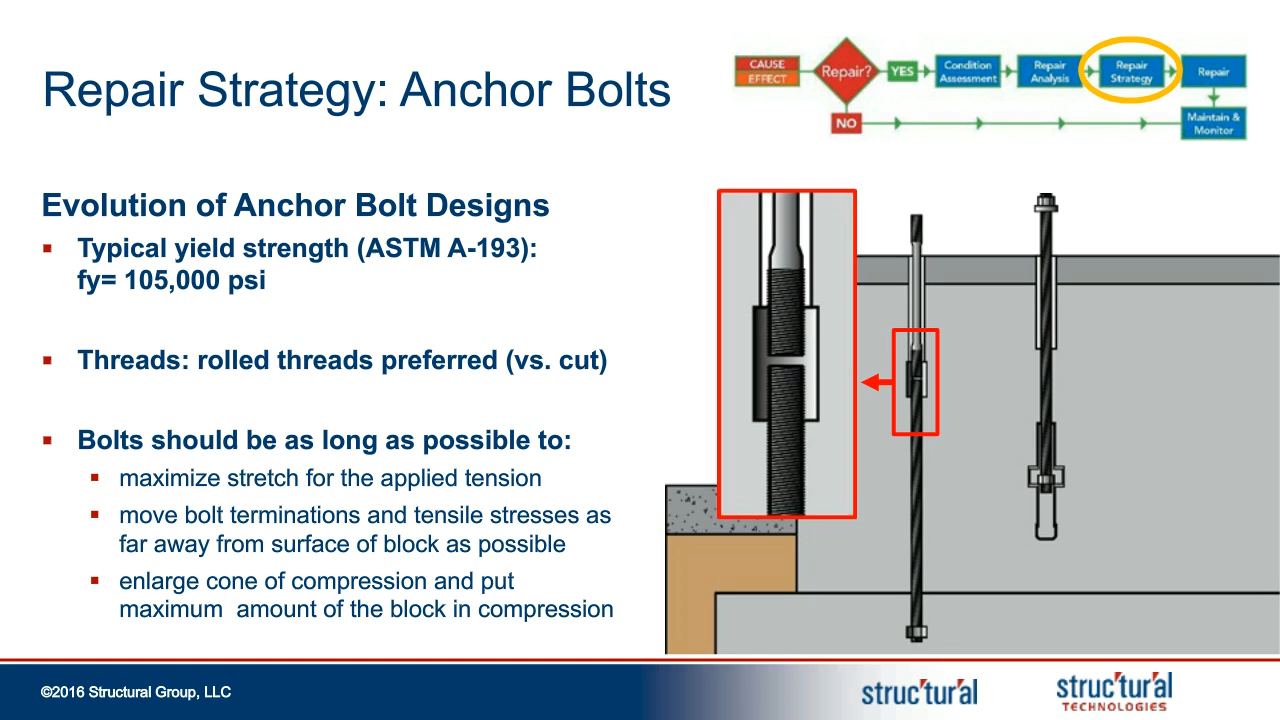 Repair Strategy: Anchor Bolts
CAUSE
EFFECT
Repair?
YES
NO
Condition
Assessment
Repair
Analysis
Repair
Strategy
Repair
Maintain &
Monitor
Evolution of Anchor Bolt Designs
Typical yield strength (ASTM A-193):
fy= 105,000 psi
Threads: rolled threads preferred (vs. cut)
Bolts should be as long as possible to:
maximize stretch for the applied tension
move bolt terminations and tensile stresses as
far away from surface of block as possible
enlarge cone of compression and put
maximum  amount of the block in compression
©2016 Structural Group, LLC
struc'tur'al
struc'tur'al
TECHNOLOGIES